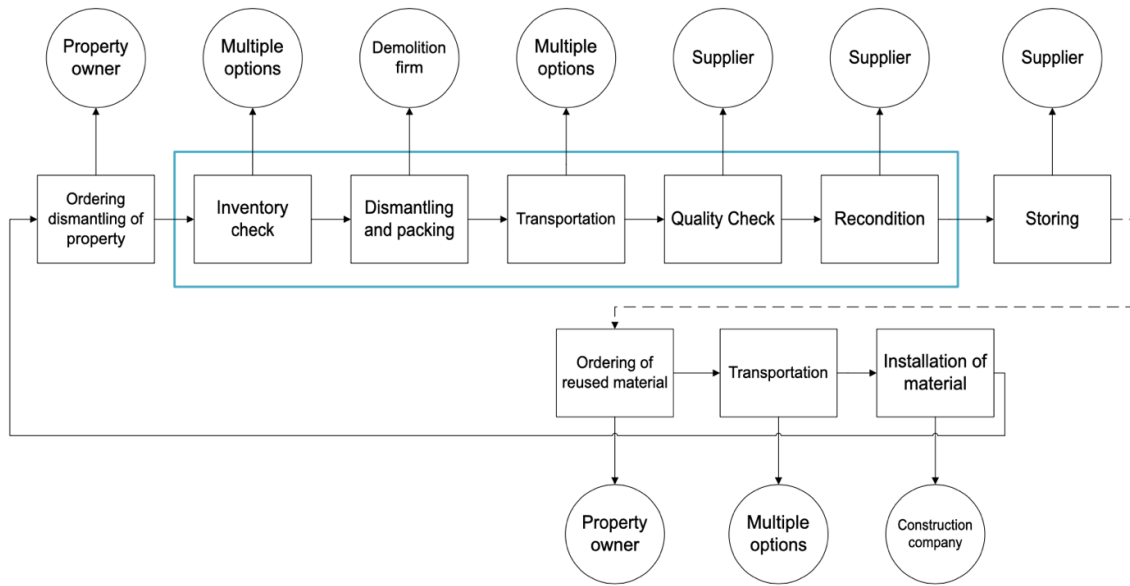 Property
owner
Multiple
options
Demolition
firm
Multiple
options
Supplier
Supplier
Supplier
Ordering
dismantling of
property
Inventory
check
Dismantling
and packing
Transportation
Quality Check
Recondition
Storing
Ordering of
reused material
Transportation
Installation of
material
Property
owner
Multiple
options
Construction
company